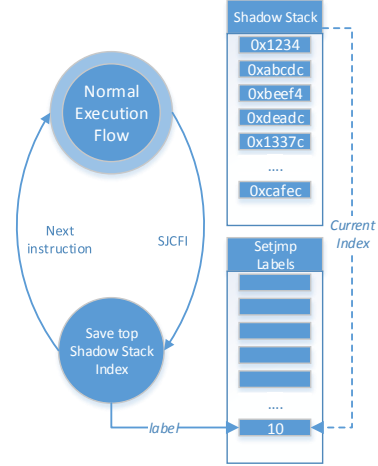 Shadow Stack
0x1234
0xabcdc
0xbeef4
0xdeadc
0x1337c
....
0xcafec
Normal
Execution
Flow
Next
instruction
SJCFI
Current
Index
Setjmp
Labels
....
10
Save top
Shadow Stack
Index
label